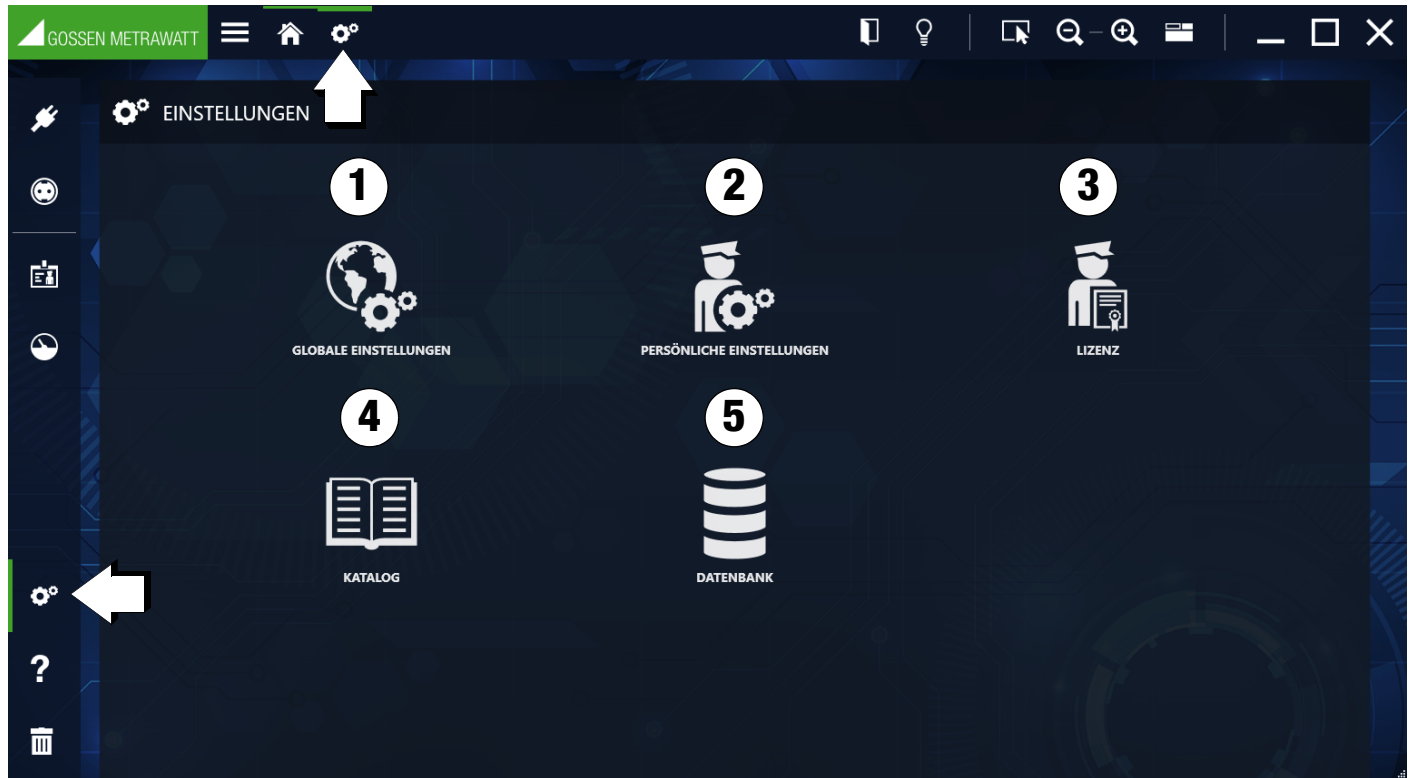 GOSSEN METRAWATT
EINSTELLUNGEN
1
2
3
GLOBALE EINSTELLUNGEN
PERSÖNLICHE EINSTELLUNGEN
LIZENZ
4
5
KATALOG
DATENBANK
?